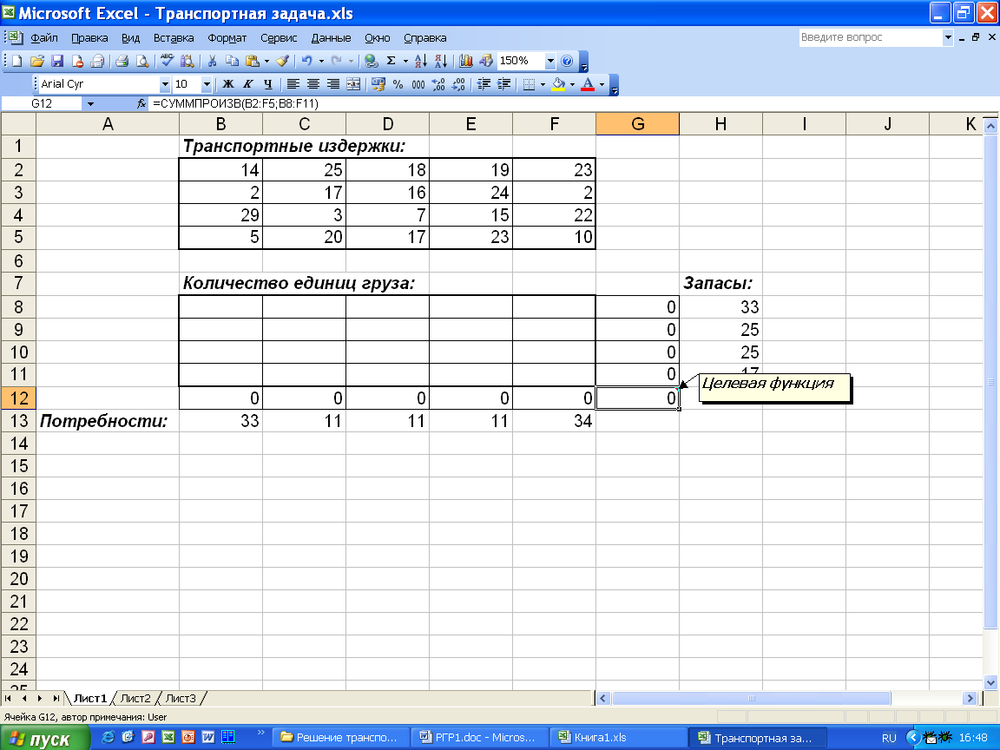 Microsoft Excel - Транспортная задача.xls
Файл Правка Вид Вставка Формат Сервис Данные Окно Справка Введите вопрос
150%
Arial Cyr 10 Ж К Ч % 000
G12 fx =СУММПРОИЗВ(B2:F5;B8:F11)
A B C D E F G H I J K
1 Транспортные издержки:
2 14 25 18 19 23
3 2 17 16 24 2
4 29 3 7 15 22
5 5 20 17 23 10
6
7 Количество единиц груза: Запасы:
8 0 33
9 0 25
10 0 25
11 0 17
Целевая функция
12 0 0 0 0 0 0
13 Потребности: 33 11 11 11 34
14
15
16
17
18
19
20
21
22
23
24
25
Лист1 Лист2 Лист3
Ячейка G12, автор примечания: User
пуск Решение транспо... РГР1.doc - Micros... Книга1.xls Транспортная за... RU 16:48